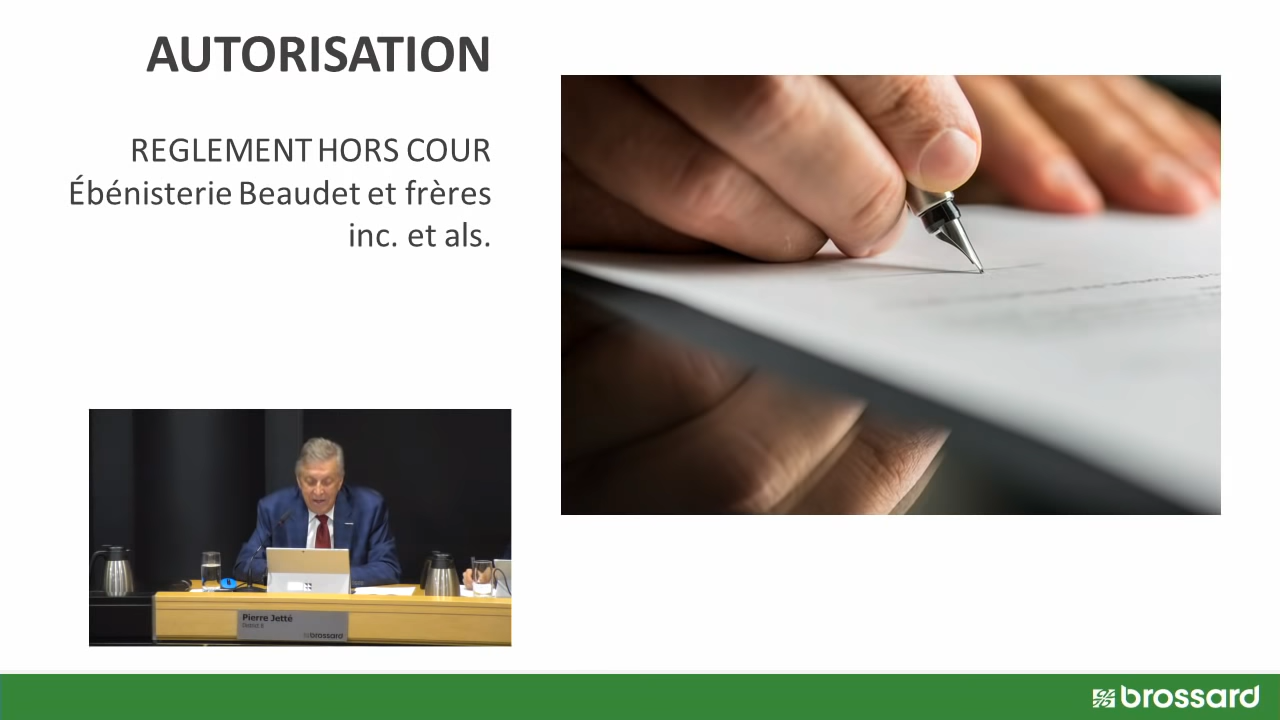 AUTORISATION
REGLEMENT HORS COUR
Ébénisterie Beaudet et frères
inc. et als.
Pierre Jetté
brossard
brossard